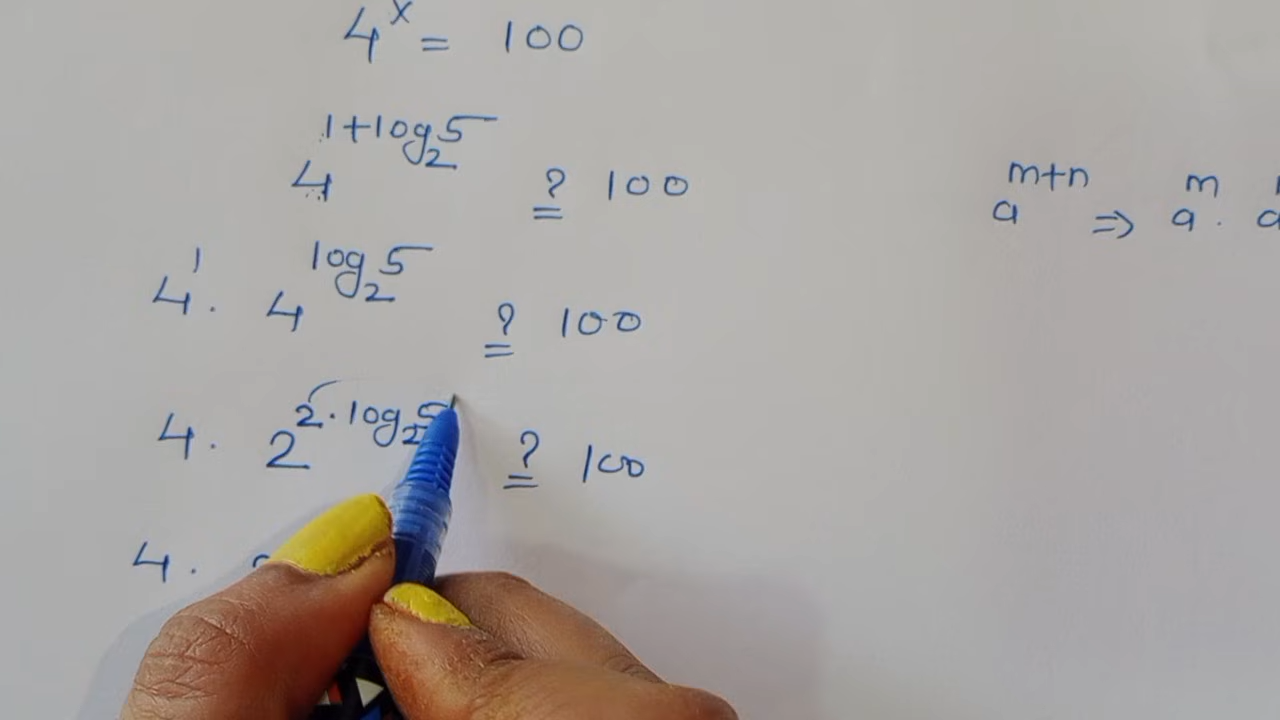 4^x = 100
4^{1+log_2 5} ≟ 100
4^1 . 4^{log_2 5} ≟ 100
4 . 2^{2 . log_2 5} ≟ 100
4 .
a^{m+n} ⇒ a^m . a